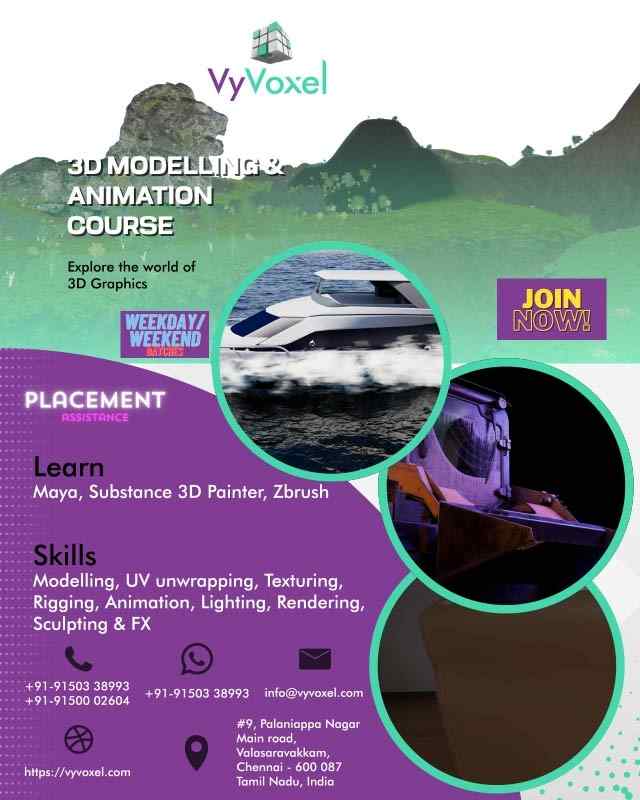 VyVoxel
3D MODELLING &
ANIMATION
COURSE
Explore the world of
3D Graphics
WEEKDAY/
WEEKEND
BATCHES
JOIN
NOW!
PLACEMENT
ASSISTANCE
Learn
Maya, Substance 3D Painter, Zbrush
Skills
Modelling, UV unwrapping, Texturing,
Rigging, Animation, Lighting, Rendering,
Sculpting & FX
+91-91503 38993
+91-91500 02604
+91-91503 38993
info@vyvoxel.com
https://vyvoxel.com
#9, Palaniappa Nagar
Main road,
Valasaravakkam,
Chennai - 600 087
Tamil Nadu, India